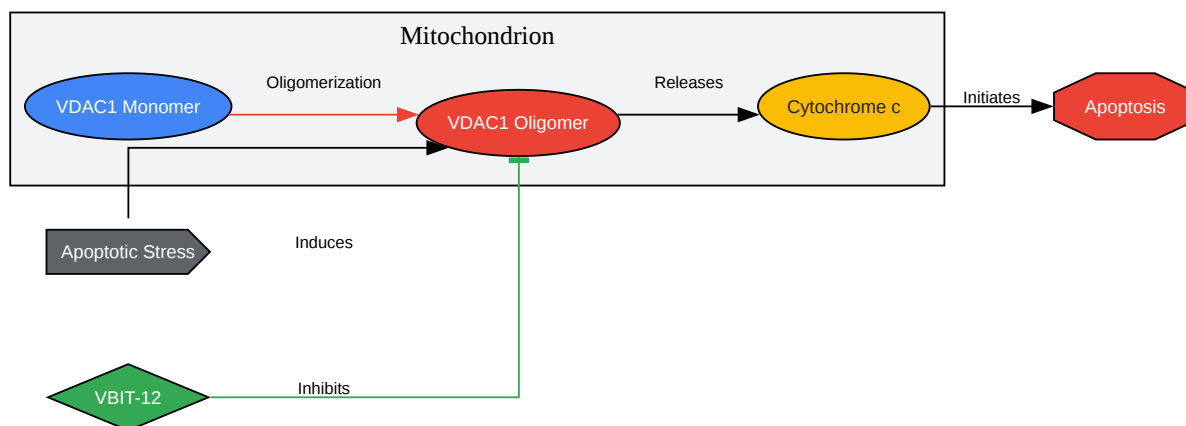 Mitochondrion
VDAC1 Monomer
Oligomerization
VDAC1 Oligomer
Releases
Cytochrome c
Initiates
Apoptosis
Apoptotic Stress
Induces
VBIT-12
Inhibits